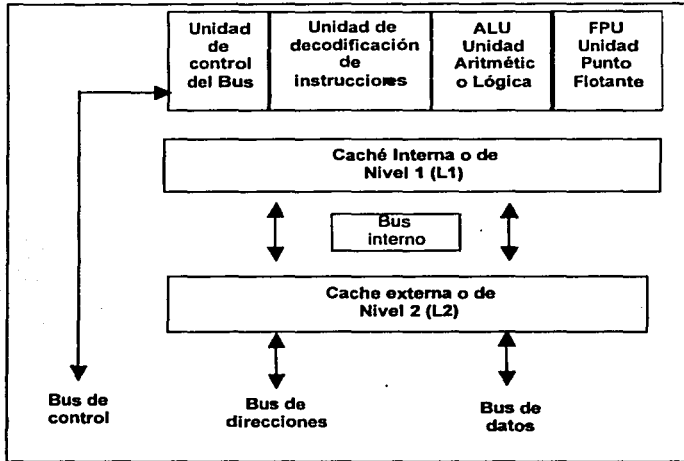 Unidad
de
control
del Bus
Unidad de
decodificación
de
instrucciones
ALU
Unidad
Aritmétic
o Lógica
FPU
Unidad
Punto
Flotante
Caché Interna o de
Nivel 1 (L1)
Bus
interno
Cache externa o de
Nivel 2 (L2)
Bus de
control
Bus de
direcciones
Bus de
datos